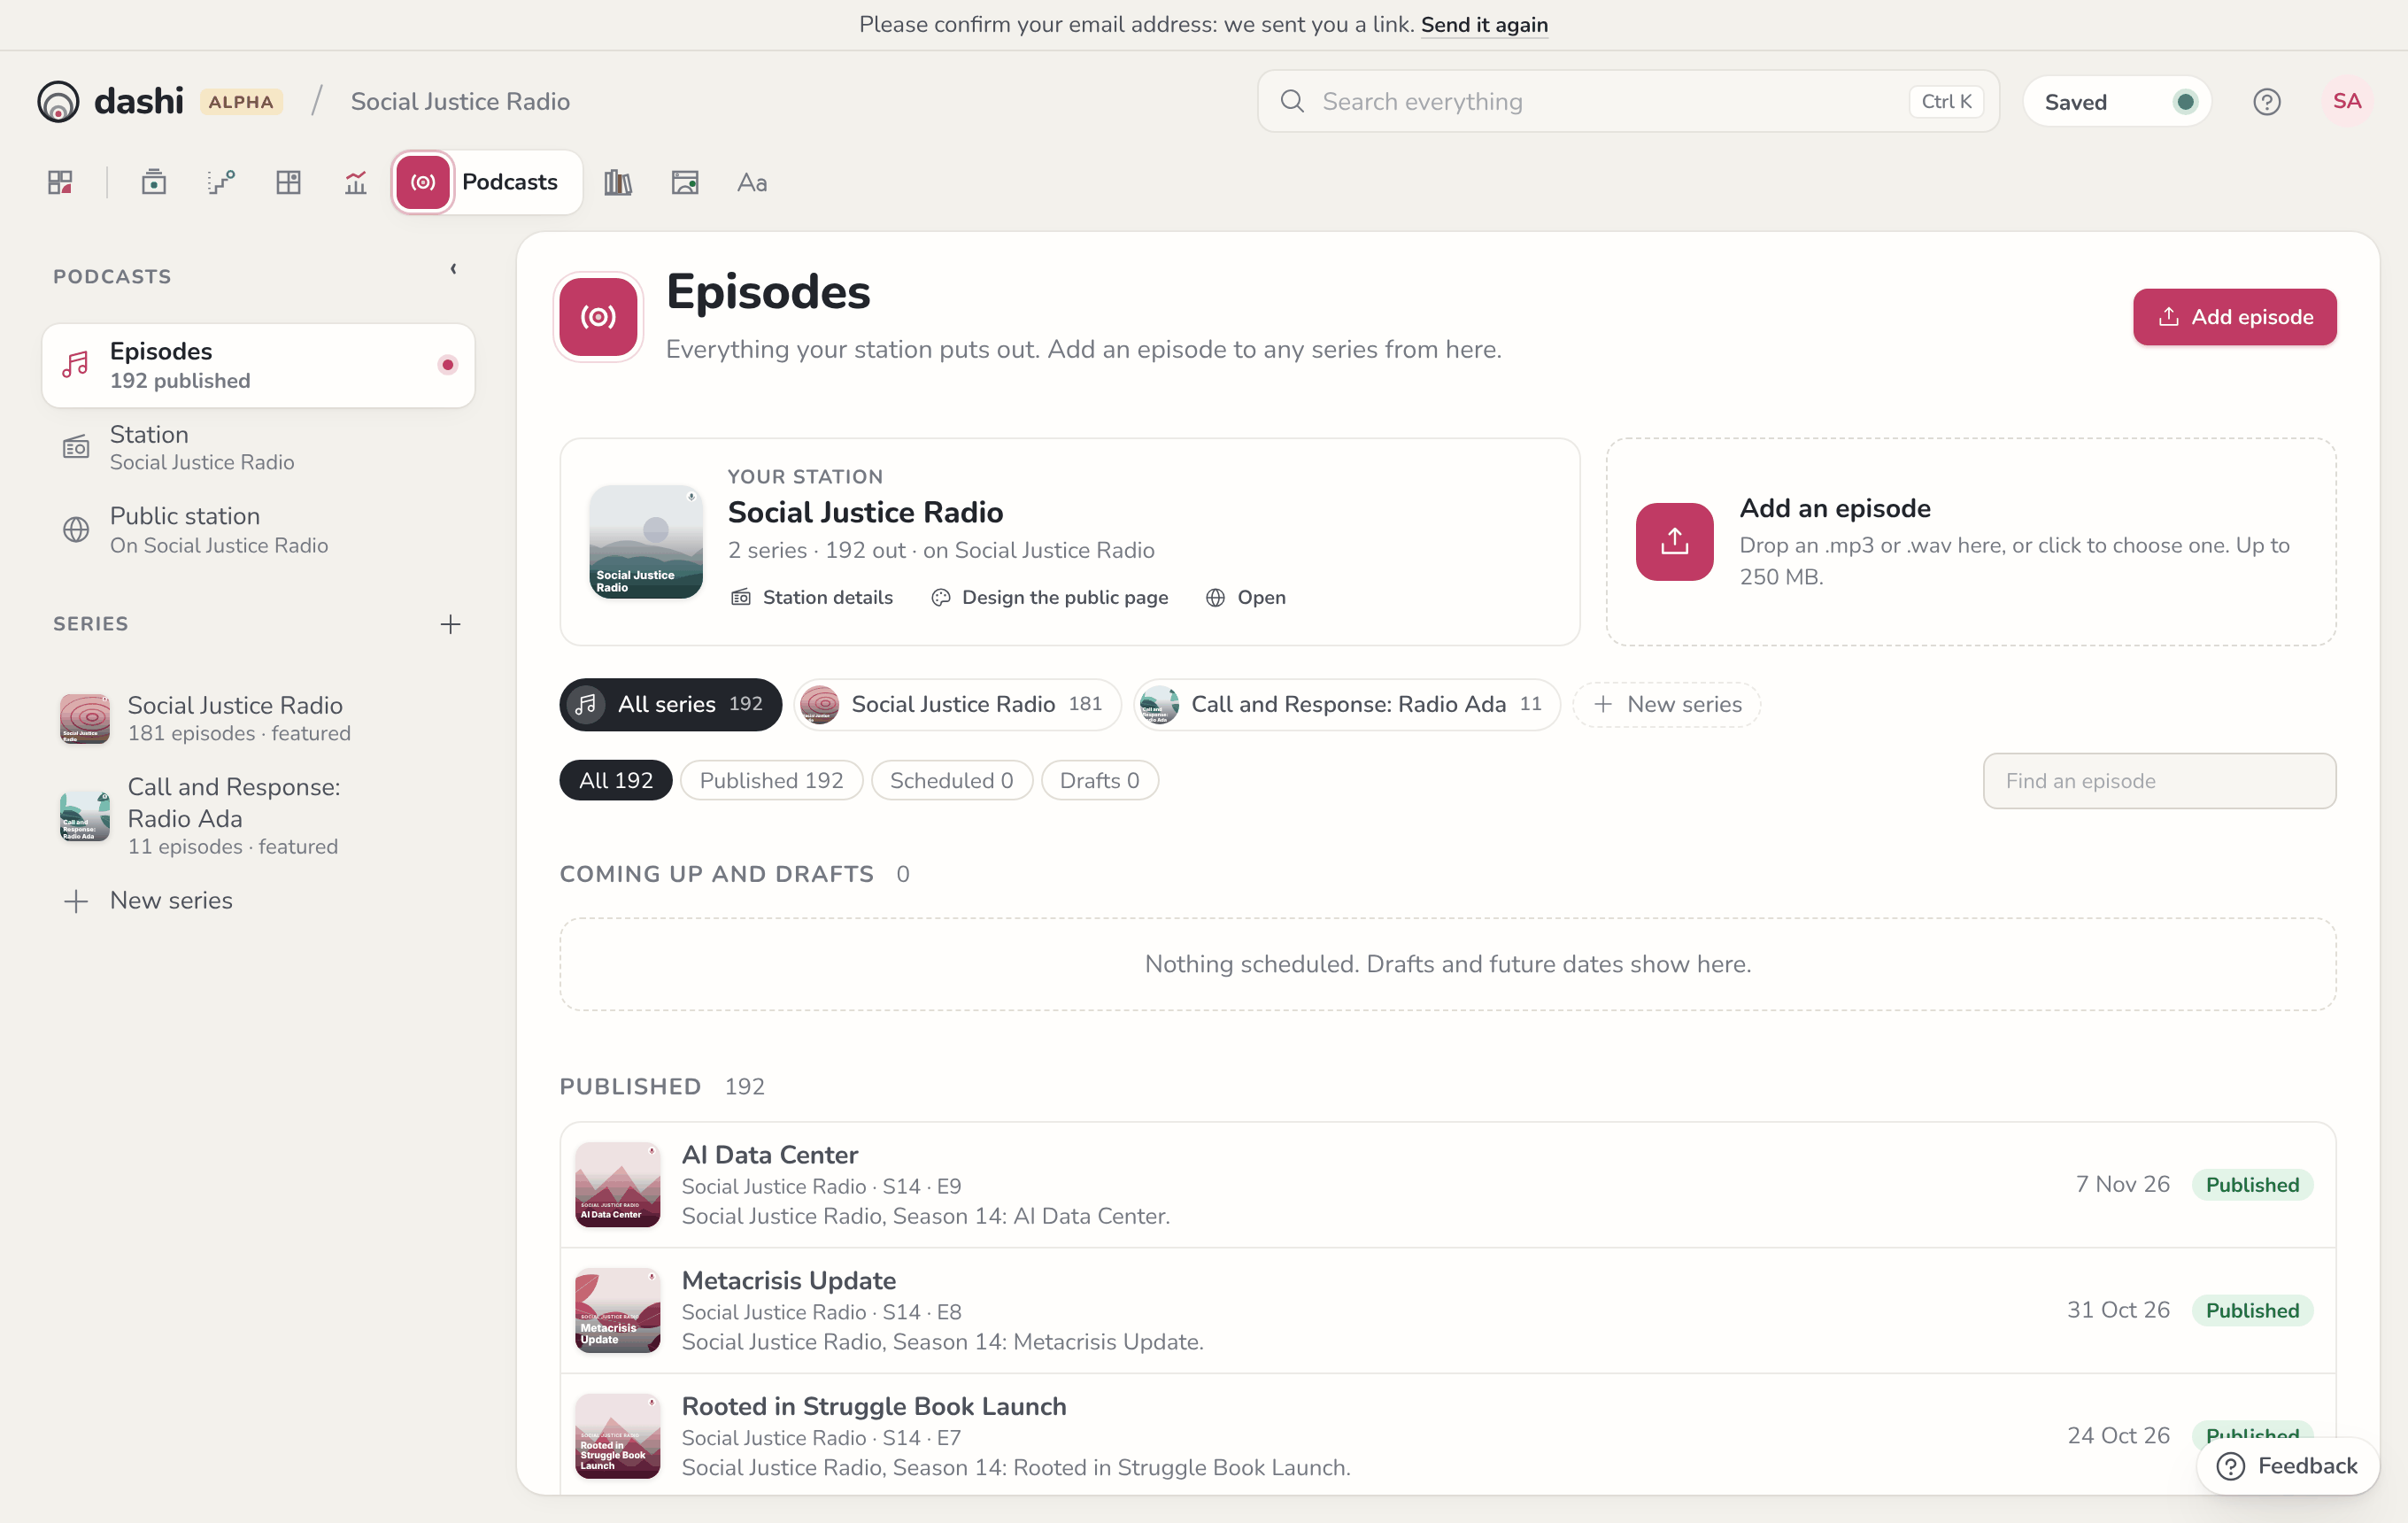 Please confirm your email address: we sent you a link. Send it again
dashi ALPHA / Social Justice Radio
Search everything Ctrl K
Saved
SA
Podcasts
Aa
PODCASTS
Episodes
192 published
Station
Social Justice Radio
Public station
On Social Justice Radio
SERIES
Social Justice Radio
181 episodes · featured
Call and Response:
Radio Ada
11 episodes · featured
New series
Episodes
Everything your station puts out. Add an episode to any series from here.
Add episode
Social Justice
Radio
YOUR STATION
Social Justice Radio
2 series · 192 out · on Social Justice Radio
Station details Design the public page Open
Add an episode
Drop an .mp3 or .wav here, or click to choose one. Up to
250 MB.
All series 192 Social Justice Radio 181 Call and Response: Radio Ada 11 New series
All 192 Published 192 Scheduled 0 Drafts 0
Find an episode
COMING UP AND DRAFTS 0
Nothing scheduled. Drafts and future dates show here.
PUBLISHED 192
SOCIAL JUSTICE RADIO
AI Data Center
AI Data Center
Social Justice Radio · S14 · E9
Social Justice Radio, Season 14: AI Data Center.
7 Nov 26 Published
SOCIAL JUSTICE RADIO
Metacrisis
Update
Metacrisis Update
Social Justice Radio · S14 · E8
Social Justice Radio, Season 14: Metacrisis Update.
31 Oct 26 Published
SOCIAL JUSTICE RADIO
Rooted in
Struggle Book
Launch
Rooted in Struggle Book Launch
Social Justice Radio · S14 · E7
Social Justice Radio, Season 14: Rooted in Struggle Book Launch.
24 Oct 26 Published
Feedback